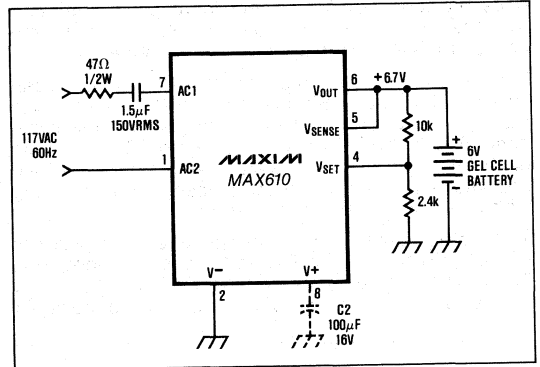 47Ω
1/2W
7
AC1
1.5μF
150VRMS
117VAC
60Hz
1
AC2
MAXIM
MAX610
VOUT
6
+6.7V
VSENSE
5
VSET
4
10k
2.4k
+
6V
GEL CELL
BATTERY
−
V−
2
V+
8
C2
100μF
16V